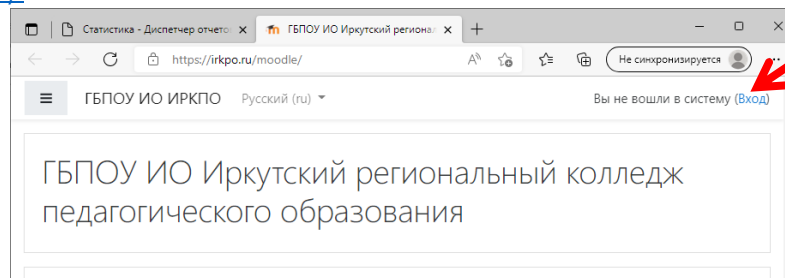 Статистика - Диспетчер отчето
ГБПОУ ИО Иркутский регионал
https://irkpo.ru/moodle/
Не синхронизируется
ГБПОУ ИО ИРКПО
Русский (ru)
Вы не вошли в систему (Вход)
ГБПОУ ИО Иркутский региональный колледж
педагогического образования